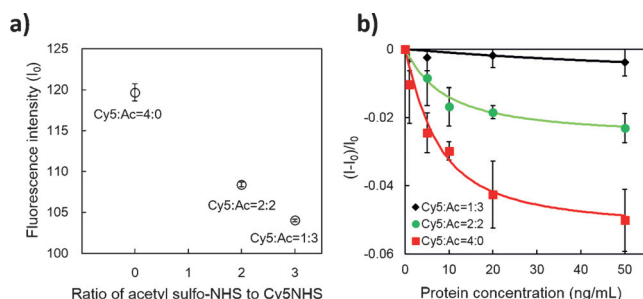 a)
Fluorescence intensity (I0)
125
120
115
110
105
100
Cy5:Ac=4:0
Cy5:Ac=2:2
Cy5:Ac=1:3
0
1
2
3
Ratio of acetyl sulfo-NHS to Cy5NHS
b)
(I-I0)/I0
0
-0.02
-0.04
-0.06
Cy5:Ac=1:3
Cy5:Ac=2:2
Cy5:Ac=4:0
0
10
20
30
40
50
Protein concentration (ng/mL)